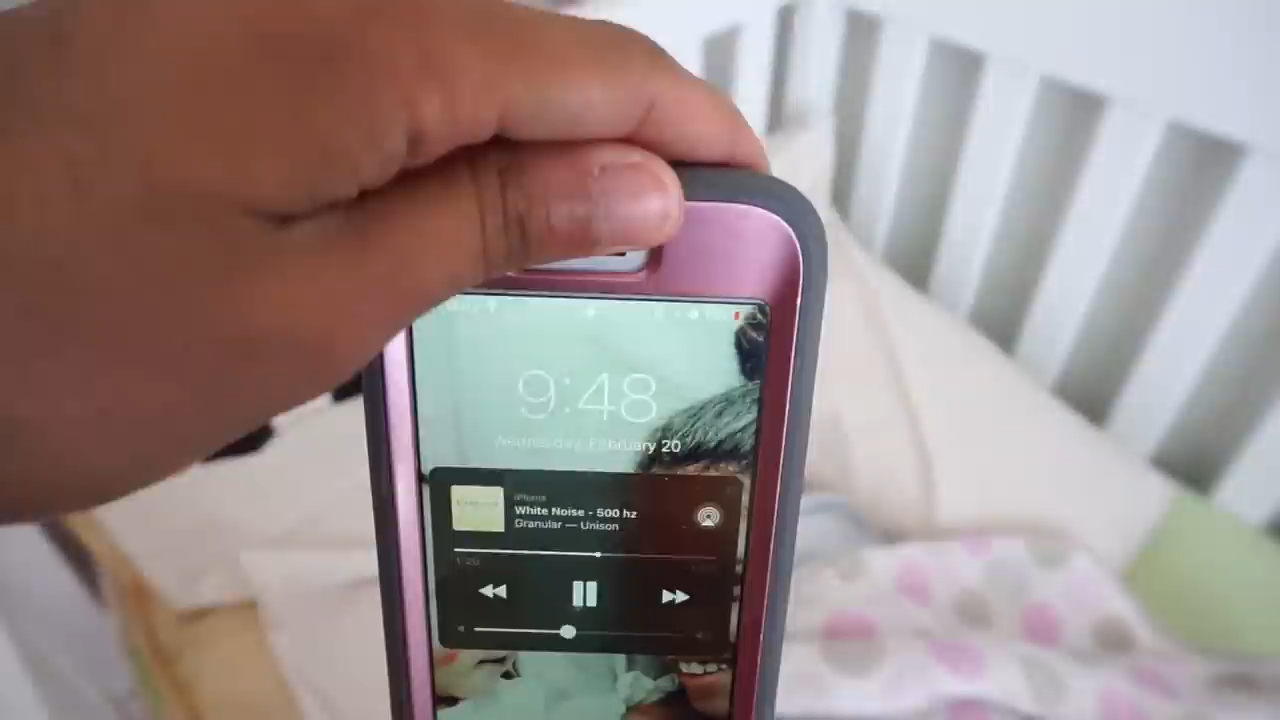 9:48
Wednesday, February 20
iPhone
White Noise - 500 hz
Granular — Unison